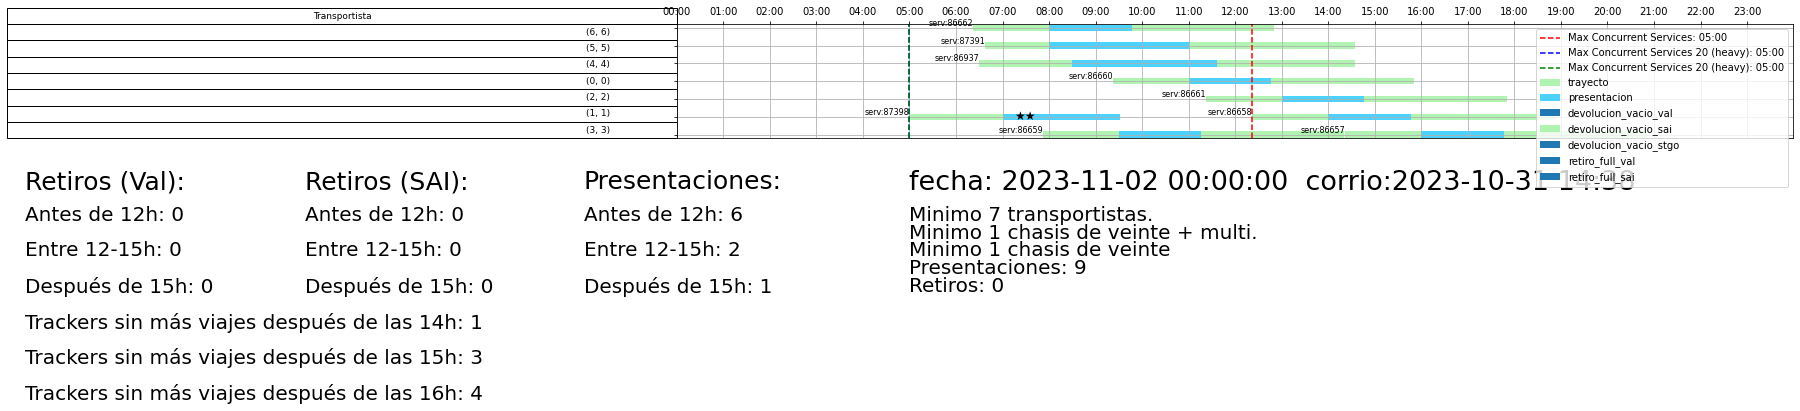 Transportista
00:00 01:00 02:00 03:00 04:00 05:00 06:00 07:00 08:00 09:00 10:00 11:00 12:00 13:00 14:00 15:00 16:00 17:00 18:00 19:00 20:00 21:00 22:00 23:00
(6, 6)
(5, 5)
(4, 4)
(0, 0)
(2, 2)
(1, 1)
(3, 3)
serv:86662
serv:87391
serv:86937
serv:86660
serv:86661
serv:87398
serv:86658
serv:86659
serv:86657
Max Concurrent Services: 05:00
Max Concurrent Services 20 (heavy): 05:00
Max Concurrent Services 20 (heavy): 05:00
trayecto
presentacion
devolucion_vacio_val
devolucion_vacio_sai
devolucion_vacio_stgo
retiro_full_val
retiro_full_sai
Retiros (Val):
Antes de 12h: 0
Entre 12-15h: 0
Después de 15h: 0
Retiros (SAI):
Antes de 12h: 0
Entre 12-15h: 0
Después de 15h: 0
Presentaciones:
Antes de 12h: 6
Entre 12-15h: 2
Después de 15h: 1
fecha: 2023-11-02 00:00:00 corrio:2023-10-31 14:38
Minimo 7 transportistas.
Minimo 1 chasis de veinte + multi.
Minimo 1 chasis de veinte
Presentaciones: 9
Retiros: 0
Trackers sin más viajes después de las 14h: 1
Trackers sin más viajes después de las 15h: 3
Trackers sin más viajes después de las 16h: 4